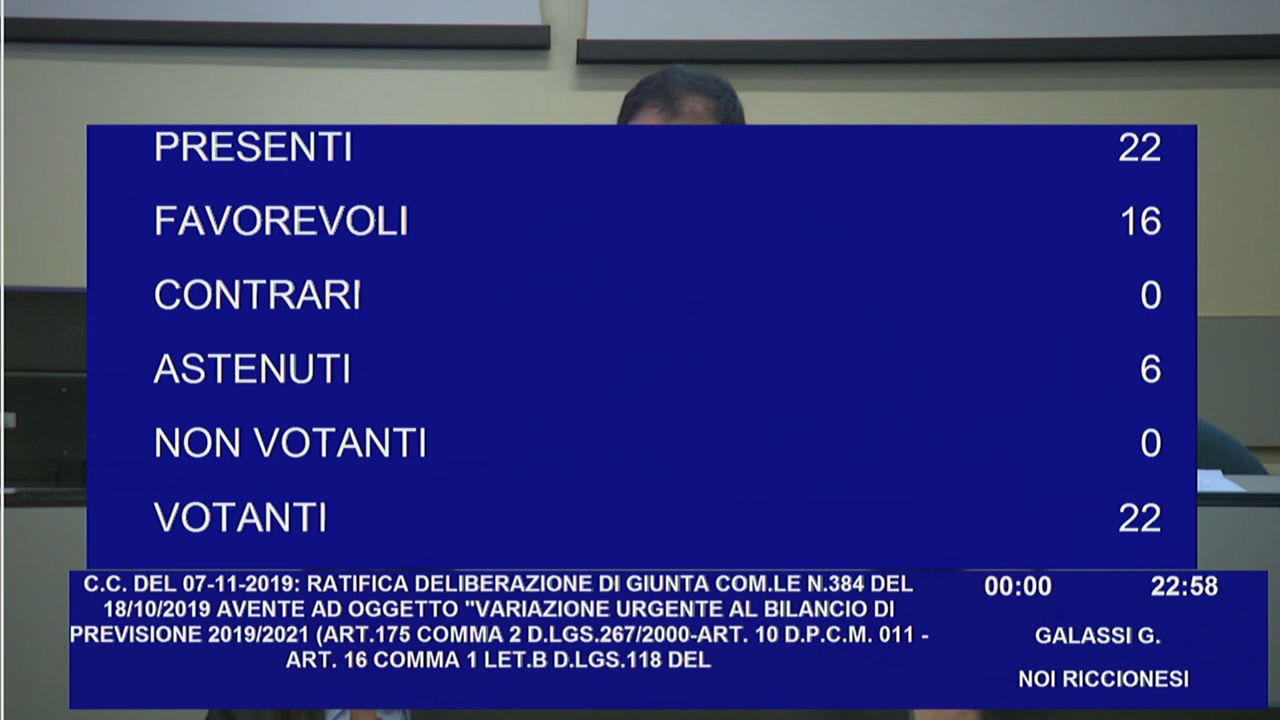 PRESENTI 22
FAVOREVOLI 16
CONTRARI 0
ASTENUTI 6
NON VOTANTI 0
VOTANTI 22
C.C. DEL 07-11-2019: RATIFICA DELIBERAZIONE DI GIUNTA COM.LE N.384 DEL
18/10/2019 AVENTE AD OGGETTO "VARIAZIONE URGENTE AL BILANCIO DI
PREVISIONE 2019/2021 (ART.175 COMMA 2 D.LGS.267/2000-ART. 10 D.P.C.M. 011 -
ART. 16 COMMA 1 LET.B D.LGS.118 DEL
00:00 22:58
GALASSI G.
NOI RICCIONESI